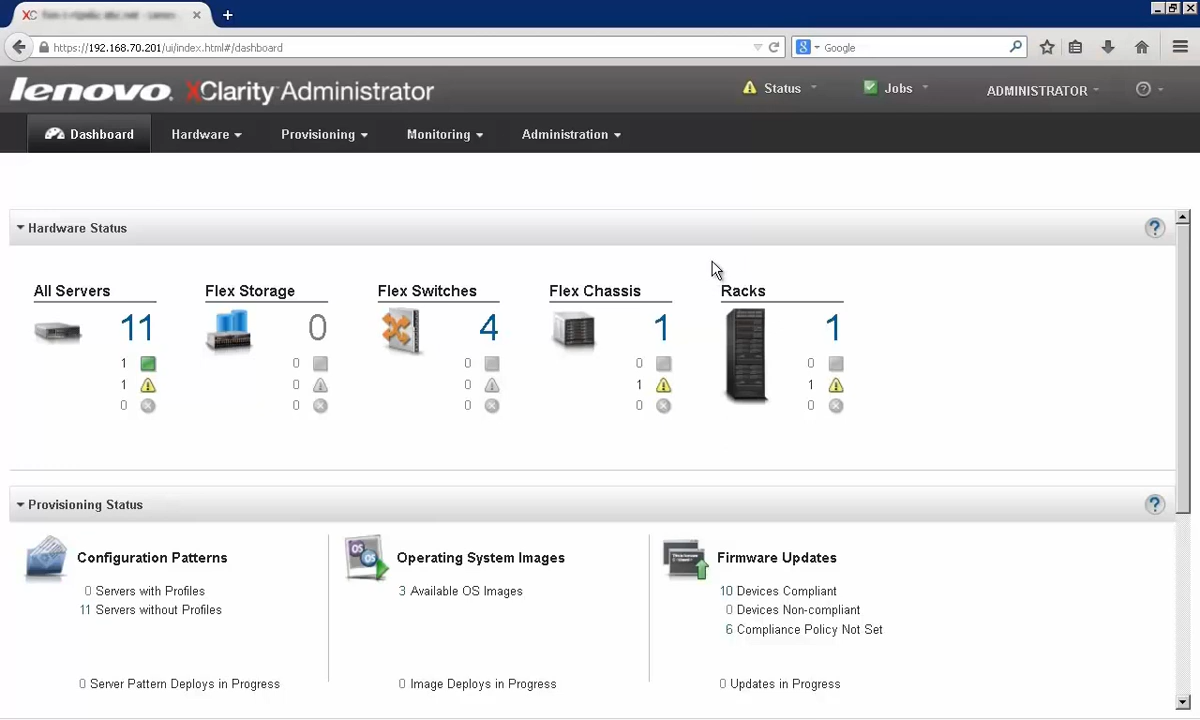 XC
https://192.168.70.201/ui/index.html#/dashboard
Google
lenovo. XClarity Administrator
Status
Jobs
ADMINISTRATOR
?
Dashboard
Hardware
Provisioning
Monitoring
Administration
Hardware Status
?
All Servers
Flex Storage
Flex Switches
Flex Chassis
Racks
11
0
4
1
1
1
0
0
0
0
1
0
0
1
1
0
0
0
0
0
Provisioning Status
?
Configuration Patterns
0 Servers with Profiles
11 Servers without Profiles
0 Server Pattern Deploys in Progress
Operating System Images
3 Available OS Images
0 Image Deploys in Progress
Firmware Updates
10 Devices Compliant
0 Devices Non-compliant
6 Compliance Policy Not Set
0 Updates in Progress